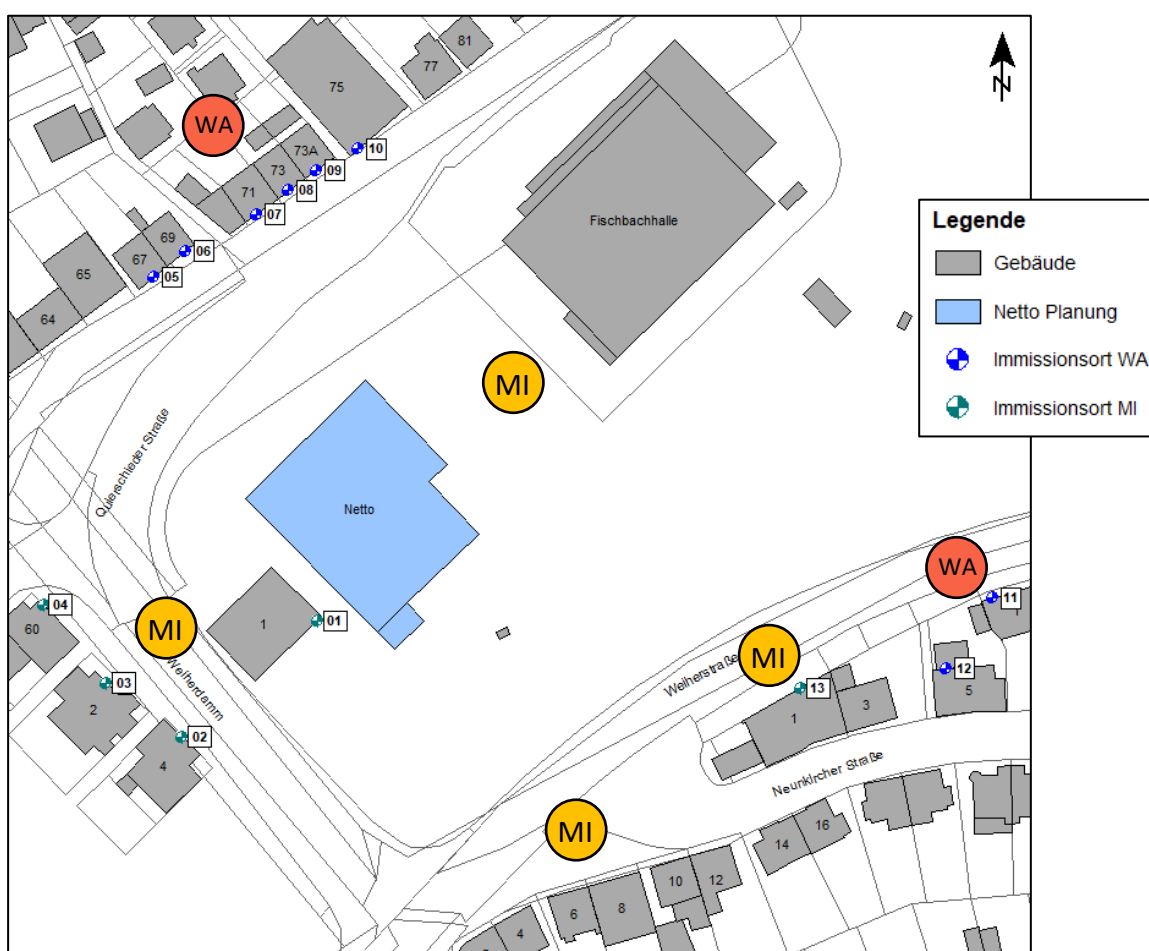 81
77
75
N
WA
73A
10
73
09
71
08
07
69
06
67
05
65
64
Fischbachhalle
Legende
Gebäude
Netto Planung
Immissionsort WA
Immissionsort MI
MI
Quierschieder Straße
Netto
WA
11
04
60
MI
1
01
Weiherdamm
03
2
02
4
Weiherstraße
MI
13
1
3
12
5
Neunkircher Straße
MI
16
14
12
10
8
6
4